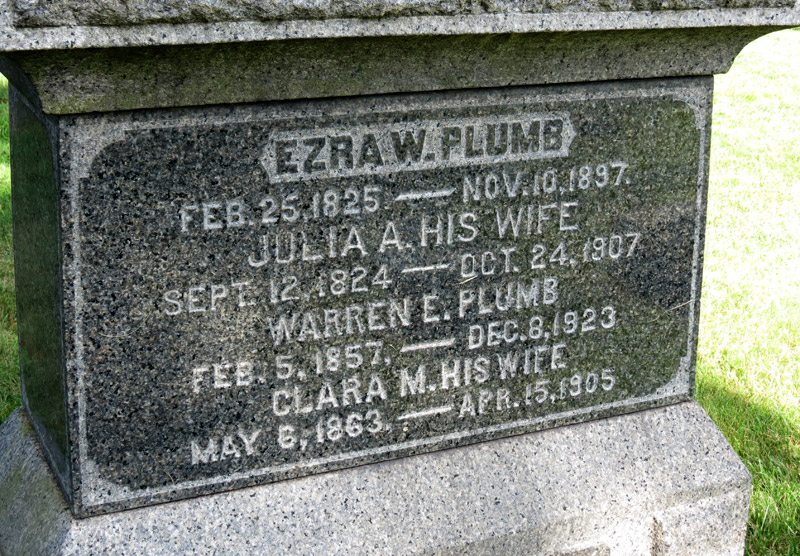 EZRA W. PLUMB
FEB. 25, 1825 — NOV. 10, 1897.
JULIA A. HIS WIFE
SEPT. 12, 1824 — OCT. 24, 1907
WARREN E. PLUMB
FEB. 5, 1857. — DEC. 8, 1923
CLARA M. HIS WIFE
MAY 6, 1863. — APR. 15, 1905